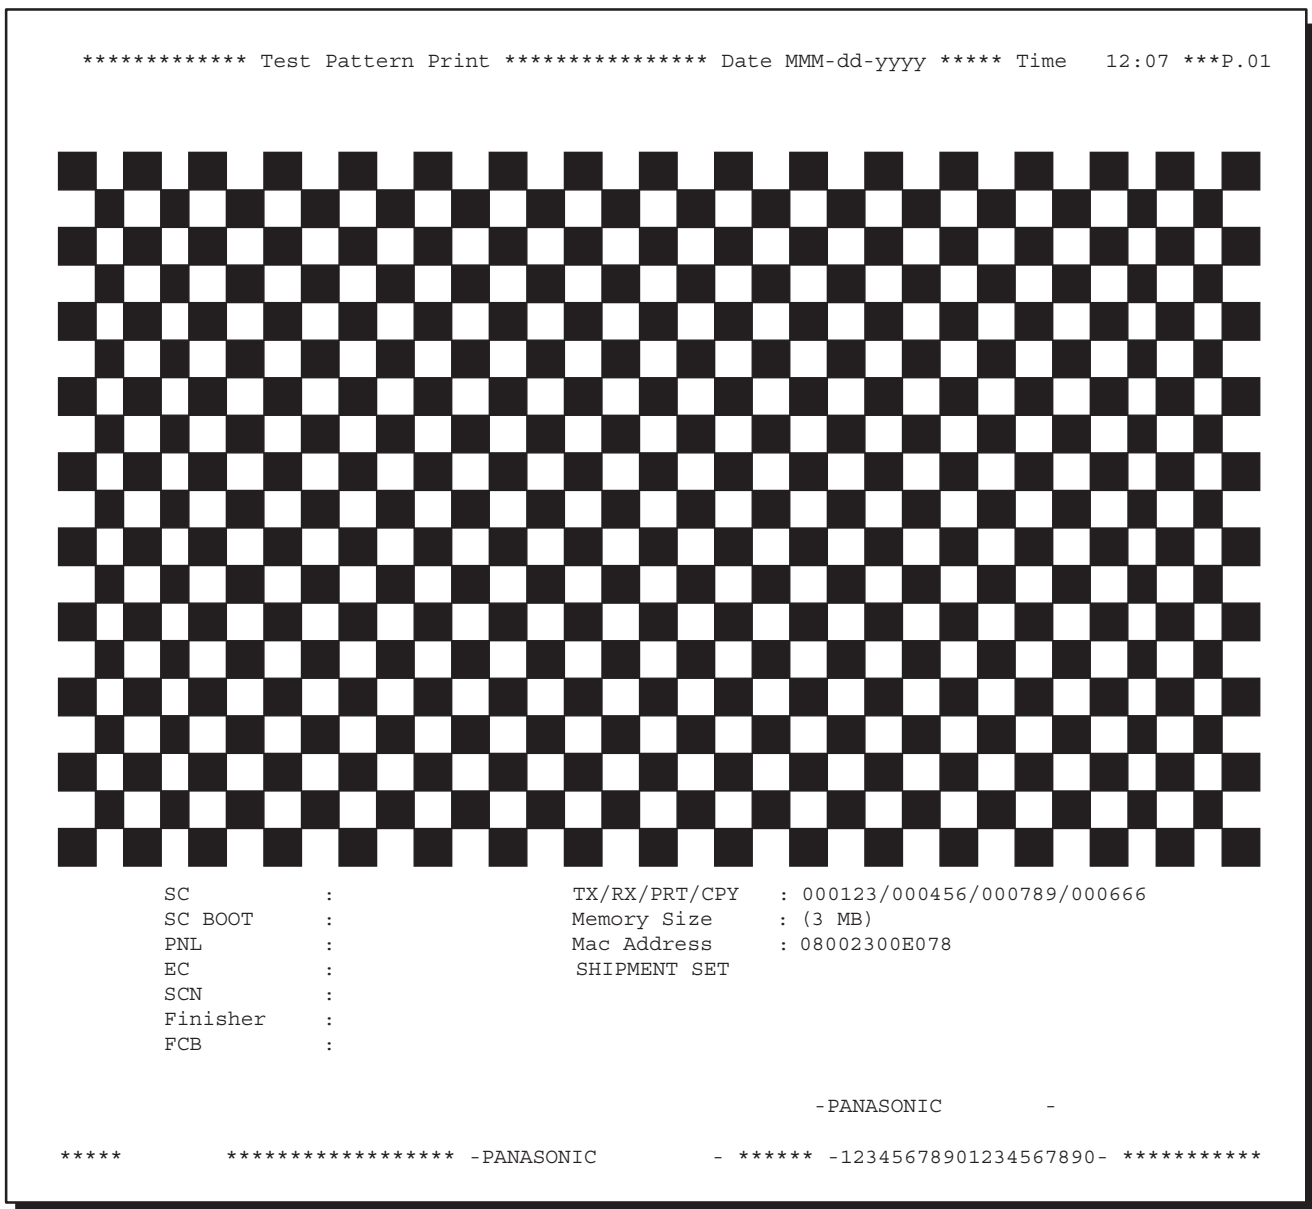 ************* Test Pattern Print **************** Date MMM-dd-yyyy ***** Time 12:07 ***P.01
SC : TX/RX/PRT/CPY : 000123/000456/000789/000666
SC BOOT : Memory Size : (3 MB)
PNL : Mac Address : 08002300E078
EC : SHIPMENT SET
SCN :
Finisher :
FCB :
-PANASONIC -
***** ****************** -PANASONIC - ****** -12345678901234567890- ***********